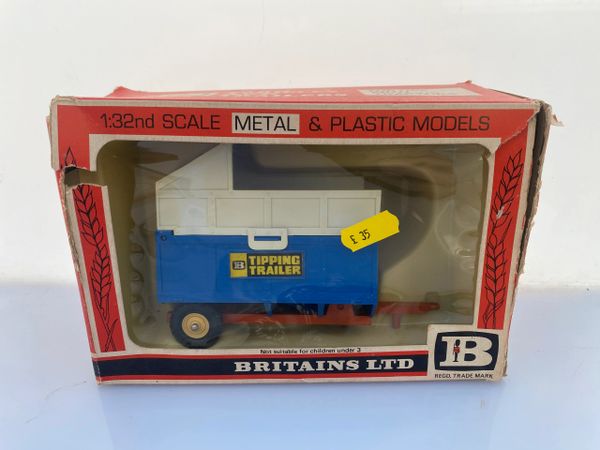 1:32nd SCALE METAL & PLASTIC MODELS
£ 35
B TIPPING
TRAILER
Not suitable for children under 3
BRITAINS LTD
B
REGD. TRADE MARK